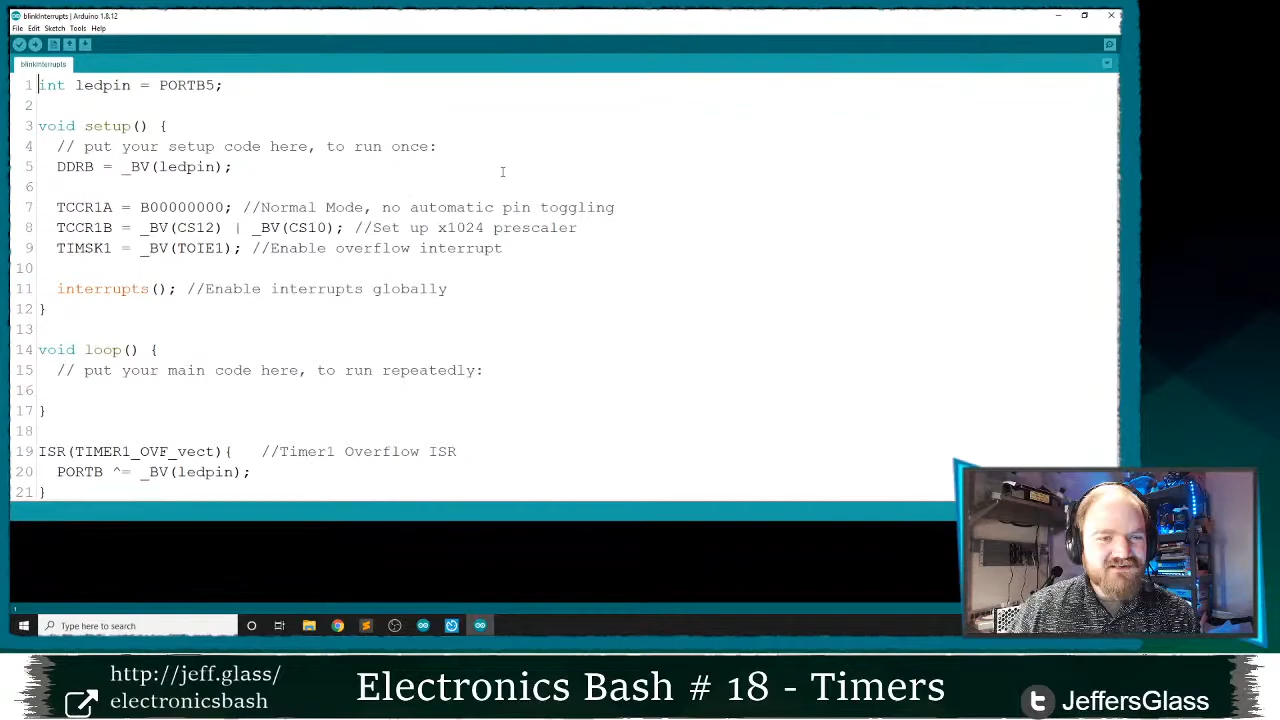 blinkInterrupts | Arduino 1.8.12
File Edit Sketch Tools Help
blinkInterrupts
1 int ledpin = PORTB5;
2
3 void setup() {
4 // put your setup code here, to run once:
5 DDRB = _BV(ledpin);
6
7 TCCR1A = B00000000; //Normal Mode, no automatic pin toggling
8 TCCR1B = _BV(CS12) | _BV(CS10); //Set up x1024 prescaler
9 TIMSK1 = _BV(TOIE1); //Enable overflow interrupt
10
11 interrupts(); //Enable interrupts globally
12 }
13
14 void loop() {
15 // put your main code here, to run repeatedly:
16
17 }
18
19 ISR(TIMER1_OVF_vect){ //Timer1 Overflow ISR
20 PORTB ^= _BV(ledpin);
21 }
1
Type here to search
http://jeff.glass/
electronicsbash
Electronics Bash # 18 - Timers
JeffersGlass